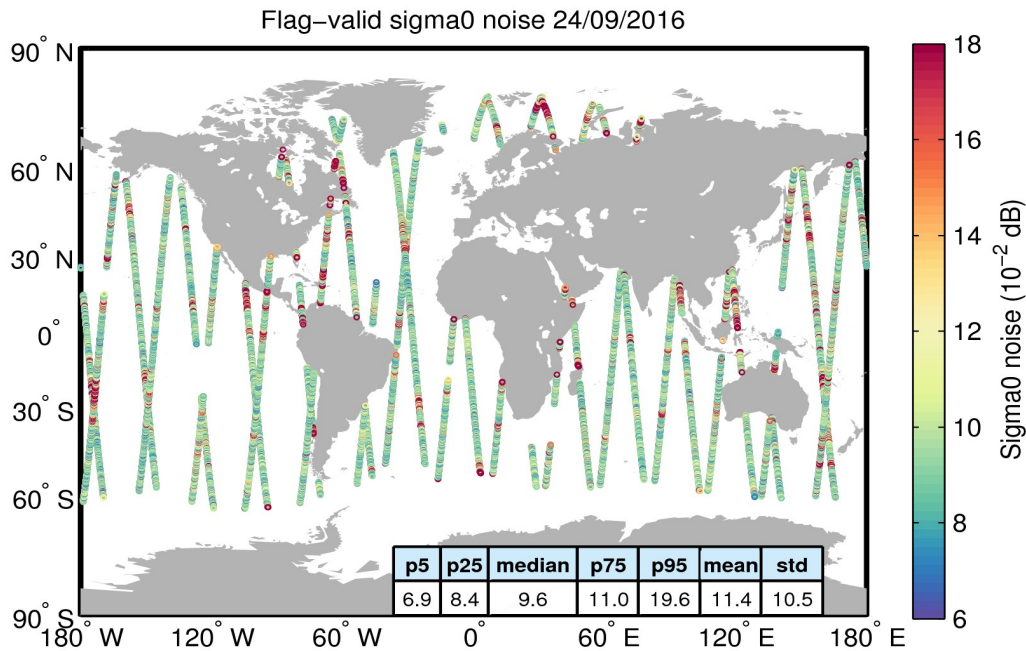 Flag−valid sigma0 noise 24/09/2016
90° N
60° N
30° N
0°
30° S
60° S
90° S
180° W
120° W
60° W
0°
60° E
120° E
180° E
p5 p25 median p75 p95 mean std
6.9 8.4 9.6 11.0 19.6 11.4 10.5
18
16
14
12
10
8
6
Sigma0 noise (10⁻² dB)